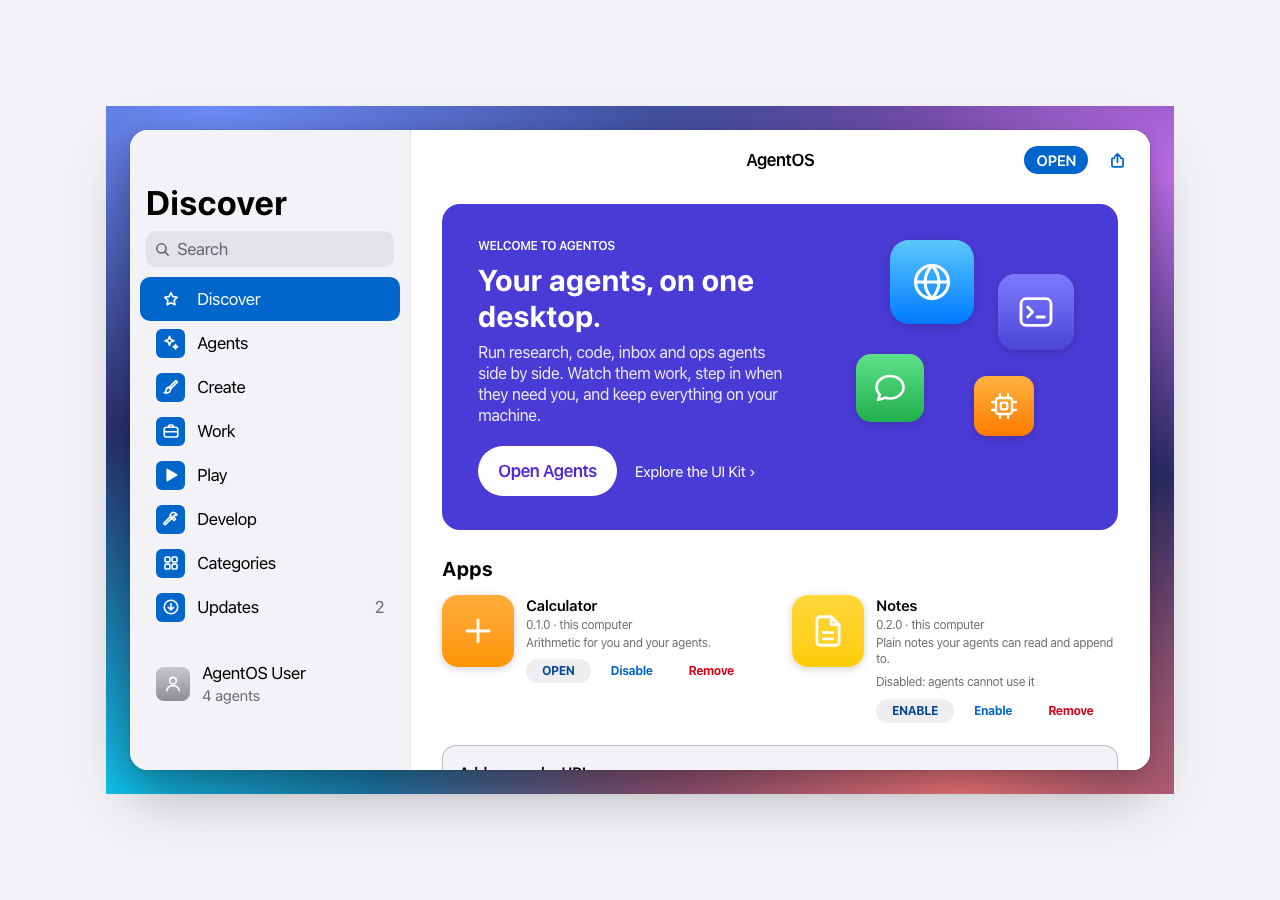 AgentOS
OPEN
Discover
Search
Discover
Agents
Create
Work
Play
Develop
Categories
Updates 2
AgentOS User
4 agents
WELCOME TO AGENTOS
Your agents, on one
desktop.
Run research, code, inbox and ops agents
side by side. Watch them work, step in when
they need you, and keep everything on your
machine.
Open Agents
Explore the UI Kit ›
Apps
Calculator
0.1.0 · this computer
Arithmetic for you and your agents.
OPEN Disable Remove
Notes
0.2.0 · this computer
Plain notes your agents can read and append
to.
Disabled: agents cannot use it
ENABLE Enable Remove